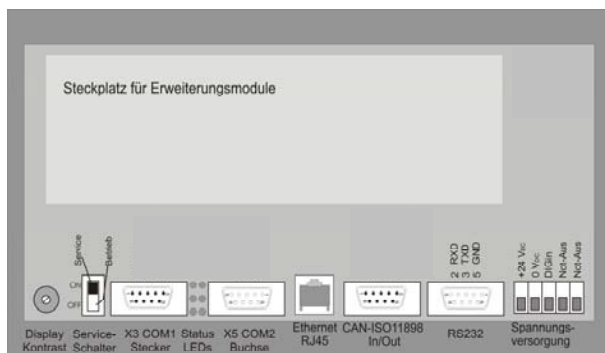 Steckplatz für Erweiterungsmodule
Service
Betrieb
ON
OFF
2 RXD
3 TXD
5 GND
+24 VDC
0 VDC
DIGin
Not-Aus
Not-Aus
Display
Kontrast
Service-
Schalter
X3 COM1
Stecker
Status
LEDs
X5 COM2
Buchse
Ethernet
RJ45
CAN-ISO11898
In/Out
RS232
Spannungs-
versorgung